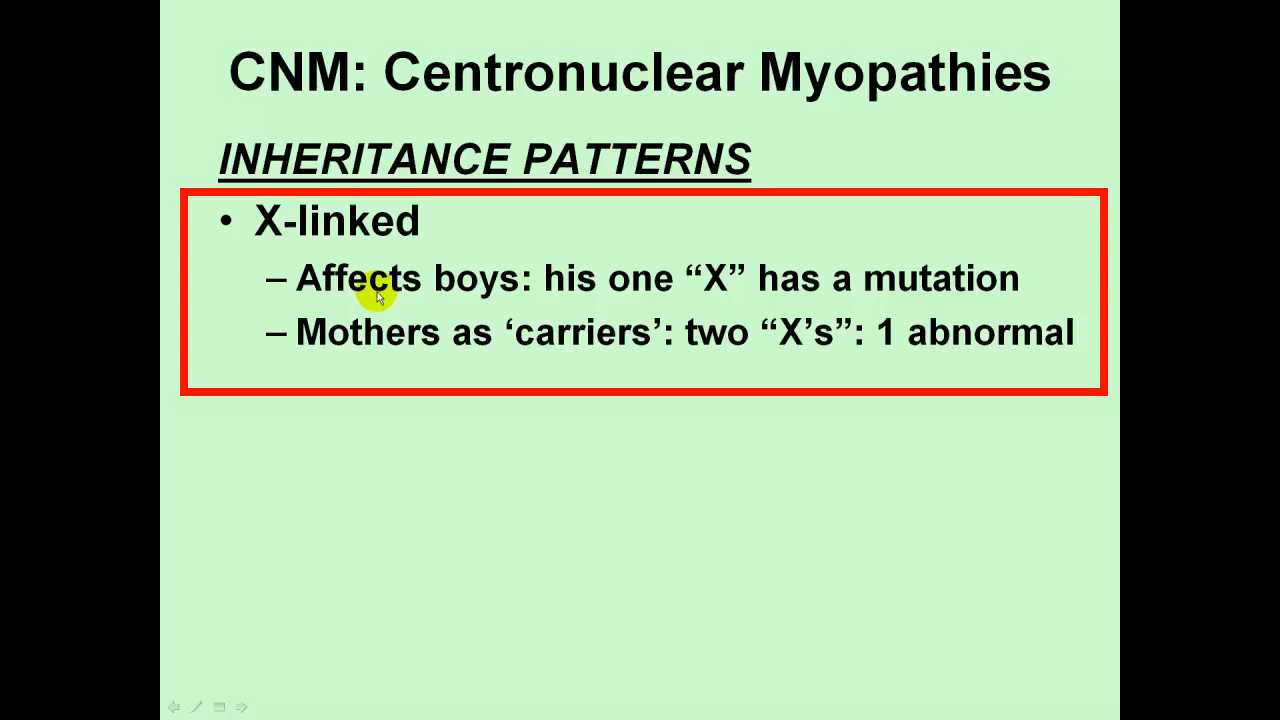 CNM: Centronuclear Myopathies
INHERITANCE PATTERNS
• X-linked
– Affects boys: his one “X” has a mutation
– Mothers as ‘carriers’: two “X’s”: 1 abnormal